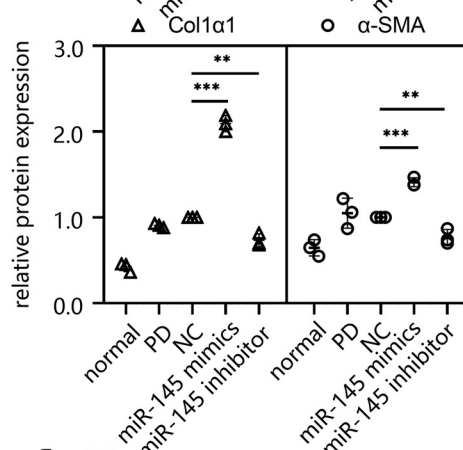 Col1α1
α-SMA
relative protein expression
3.0
2.0
1.0
0.0
**
***
**
***
normal
PD
NC
miR-145 mimics
miR-145 inhibitor
normal
PD
NC
miR-145 mimics
miR-145 inhibitor